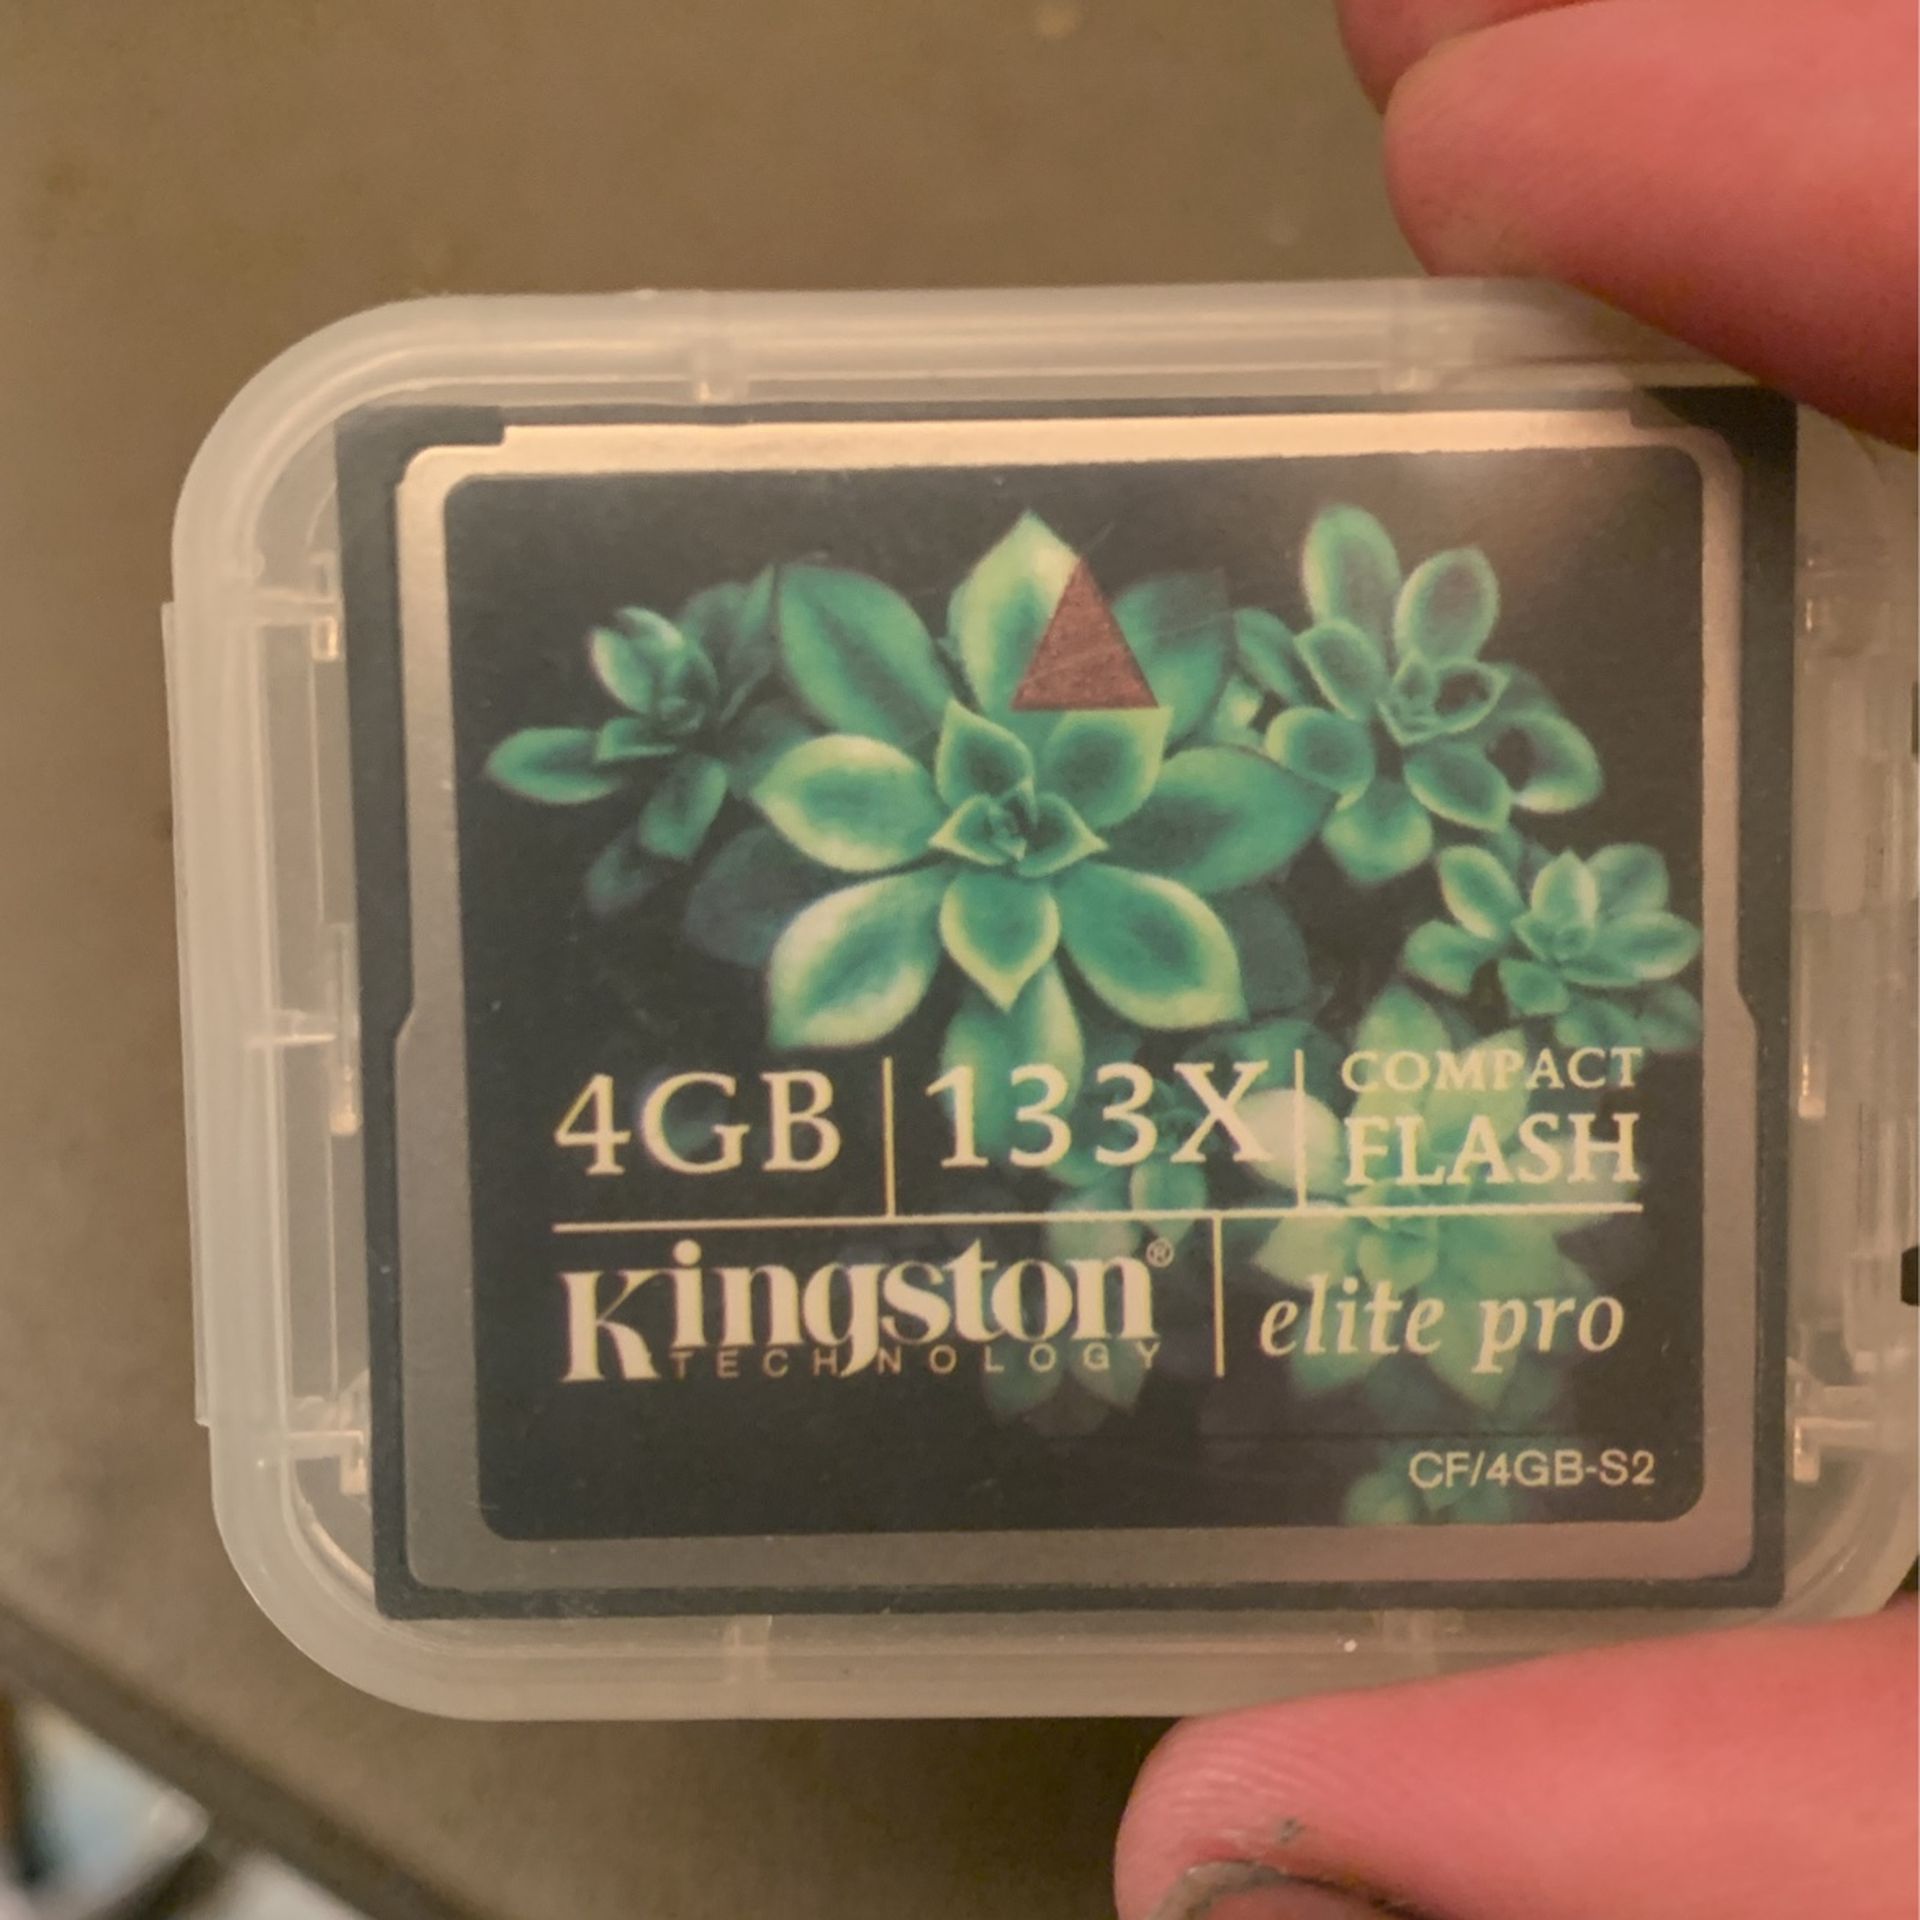 4GB 133X COMPACT FLASH
Kingston® elite pro
TECHNOLOGY
CF/4GB-S2